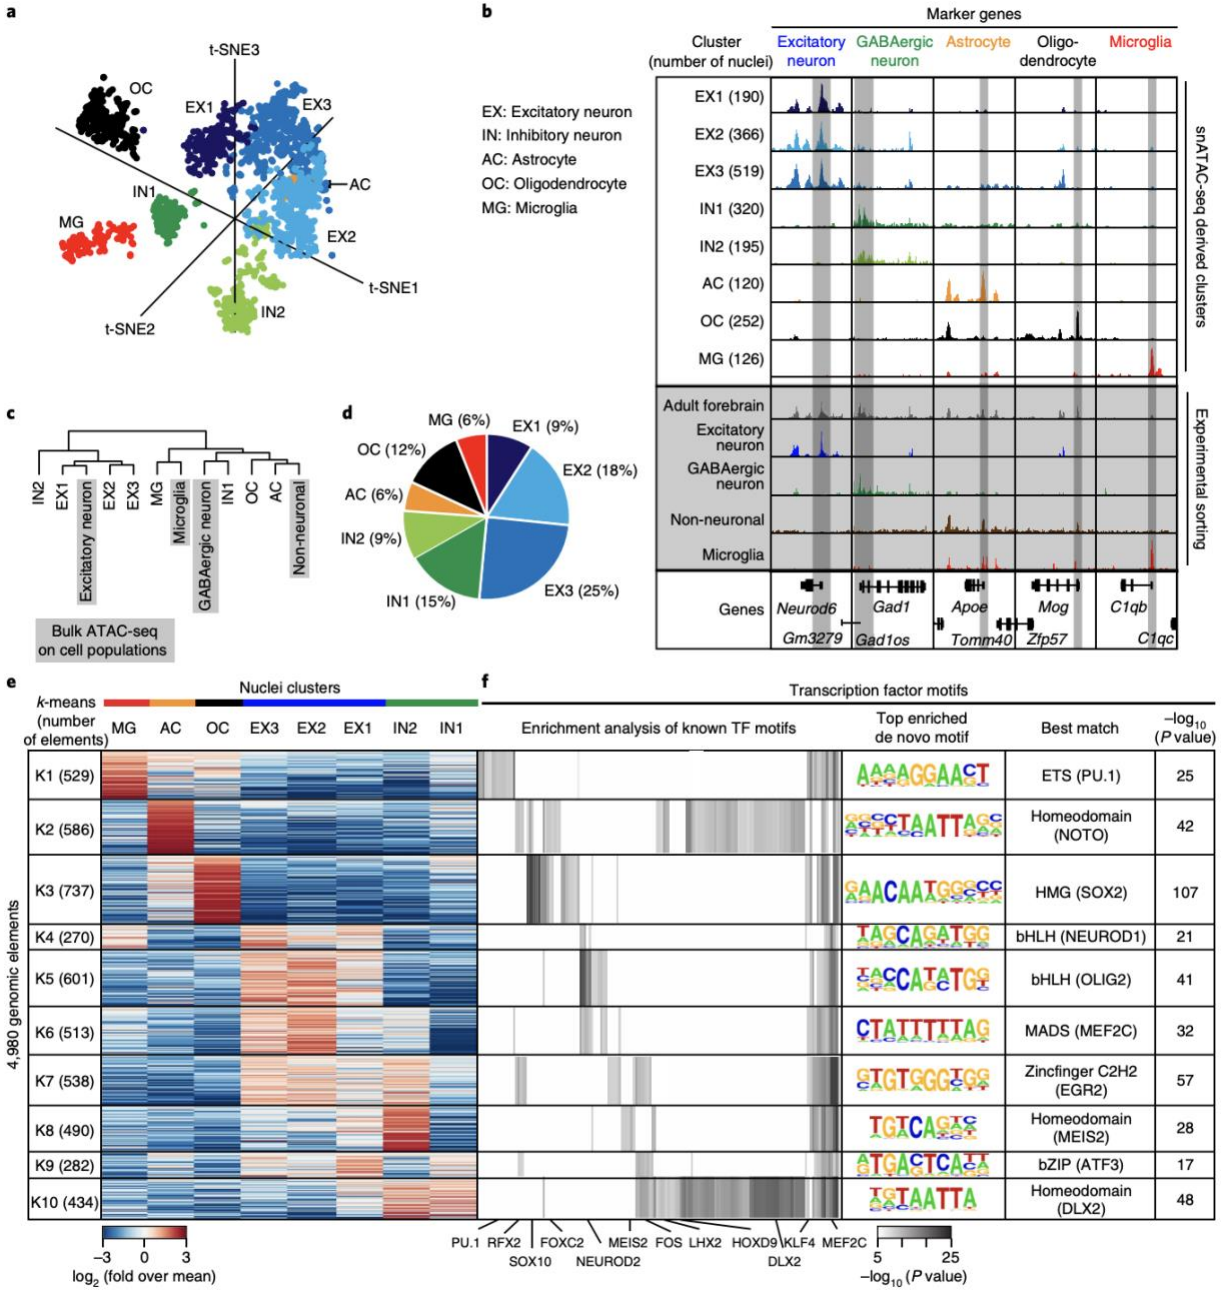 a
t-SNE3
OC
EX1
EX3
IN1
AC
MG
EX2
t-SNE1
IN2
t-SNE2
EX: Excitatory neuron
IN: Inhibitory neuron
AC: Astrocyte
OC: Oligodendrocyte
MG: Microglia
b
Marker genes
Cluster
(number of nuclei)
Excitatory
neuron
GABAergic
neuron
Astrocyte
Oligo-
dendrocyte
Microglia
EX1 (190)
EX2 (366)
EX3 (519)
IN1 (320)
IN2 (195)
AC (120)
OC (252)
MG (126)
snATAC-seq derived clusters
Adult forebrain
Excitatory
neuron
GABAergic
neuron
Non-neuronal
Microglia
Experimental sorting
Genes
Neurod6
Gad1
Apoe
Mog
C1qb
Gm3279
Gad1os
Tomm40
Zfp57
C1qc
c
IN2
EX1
Excitatory neuron
EX2
EX3
MG
Microglia
GABAergic neuron
IN1
OC
AC
Non-neuronal
Bulk ATAC-seq
on cell populations
d
MG (6%)
EX1 (9%)
OC (12%)
EX2 (18%)
AC (6%)
IN2 (9%)
EX3 (25%)
IN1 (15%)
e
Nuclei clusters
k-means
(number
of elements)
MG AC OC EX3 EX2 EX1 IN2 IN1
4,980 genomic elements
K1 (529)
K2 (586)
K3 (737)
K4 (270)
K5 (601)
K6 (513)
K7 (538)
K8 (490)
K9 (282)
K10 (434)
−3 0 3
log2 (fold over mean)
f
Transcription factor motifs
Enrichment analysis of known TF motifs
Top enriched
de novo motif
Best match
−log10
(P value)
AAAAGGAACT
ETS (PU.1)
25
CTAATTAGC
Homeodomain
(NOTO)
42
GAACAATGGGCC
HMG (SOX2)
107
TAGCAGATGG
bHLH (NEUROD1)
21
TACCATATGG
bHLH (OLIG2)
41
CTATTTTTAG
MADS (MEF2C)
32
GTGTGGGTGG
Zincfinger C2H2
(EGR2)
57
TGTCAGTC
Homeodomain
(MEIS2)
28
ATGACTCATT
bZIP (ATF3)
17
TGTAATTA
Homeodomain
(DLX2)
48
PU.1 RFX2 FOXC2 MEIS2 FOS LHX2 HOXD9 KLF4 MEF2C
SOX10 NEUROD2 DLX2
5 25
−log10 (P value)